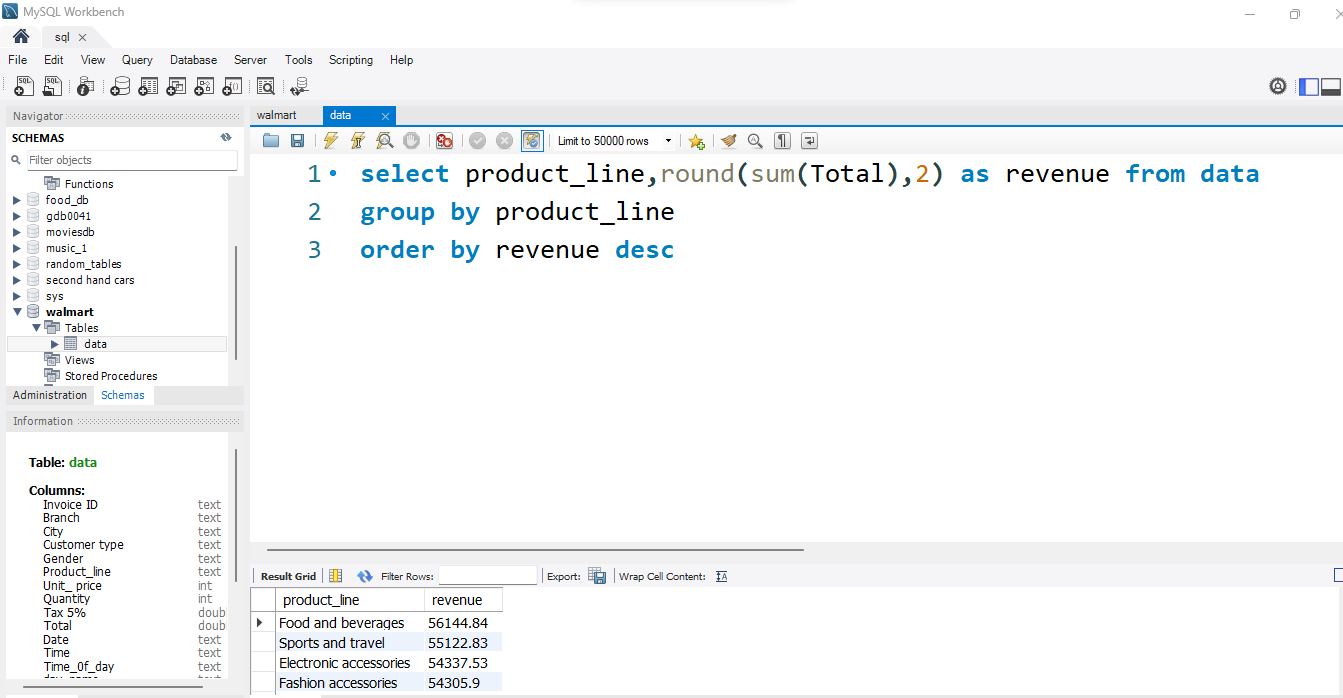 MySQL Workbench
sql
File Edit View Query Database Server Tools Scripting Help
Navigator
SCHEMAS
Filter objects
Functions
food_db
gdb0041
moviesdb
music_1
random_tables
second hand cars
sys
walmart
Tables
data
Views
Stored Procedures
Administration Schemas
Information
Table: data
Columns:
Invoice ID text
Branch text
City text
Customer type text
Gender text
Product_line text
Unit_ price int
Quantity int
Tax 5% doub
Total doub
Date text
Time text
Time_0f_day text
walmart data
Limit to 50000 rows
1 select product_line,round(sum(Total),2) as revenue from data
2 group by product_line
3 order by revenue desc
Result Grid Filter Rows: Export: Wrap Cell Content:
product_line revenue
Food and beverages 56144.84
Sports and travel 55122.83
Electronic accessories 54337.53
Fashion accessories 54305.9